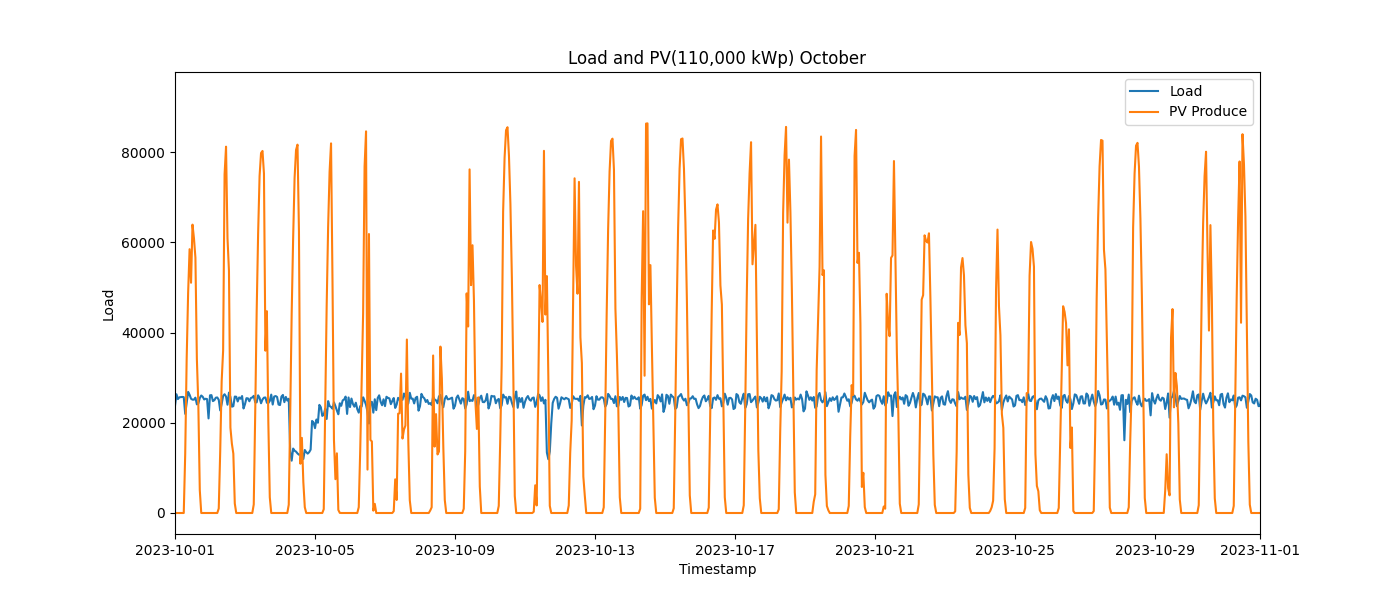 Load and PV(110,000 kWp) October
Load
PV Produce
Load
80000
60000
40000
20000
0
2023-10-01
2023-10-05
2023-10-09
2023-10-13
2023-10-17
2023-10-21
2023-10-25
2023-10-29
2023-11-01
Timestamp